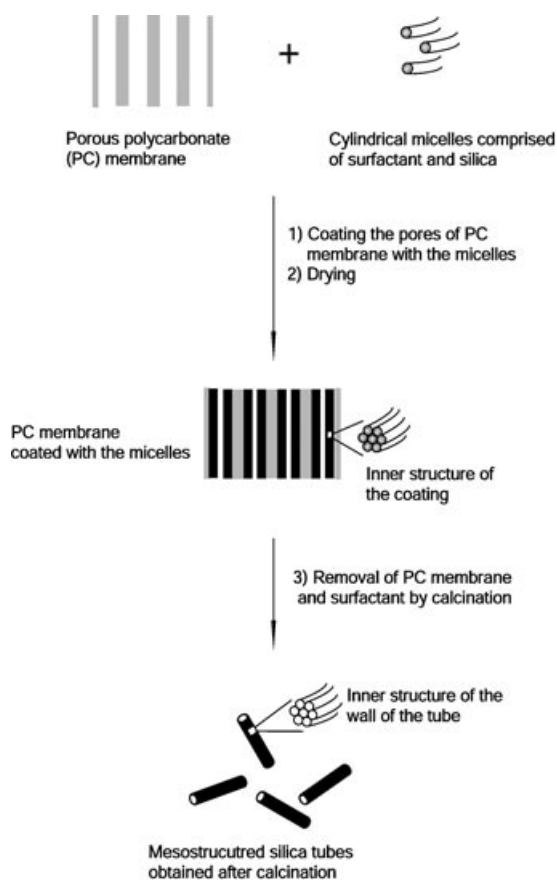 +
Porous polycarbonate
(PC) membrane
Cylindrical micelles comprised
of surfactant and silica
1) Coating the pores of PC
membrane with the micelles
2) Drying
PC membrane
coated with the micelles
Inner structure of
the coating
3) Removal of PC membrane
and surfactant by calcination
Inner structure of the
wall of the tube
Mesostrucutred silica tubes
obtained after calcination